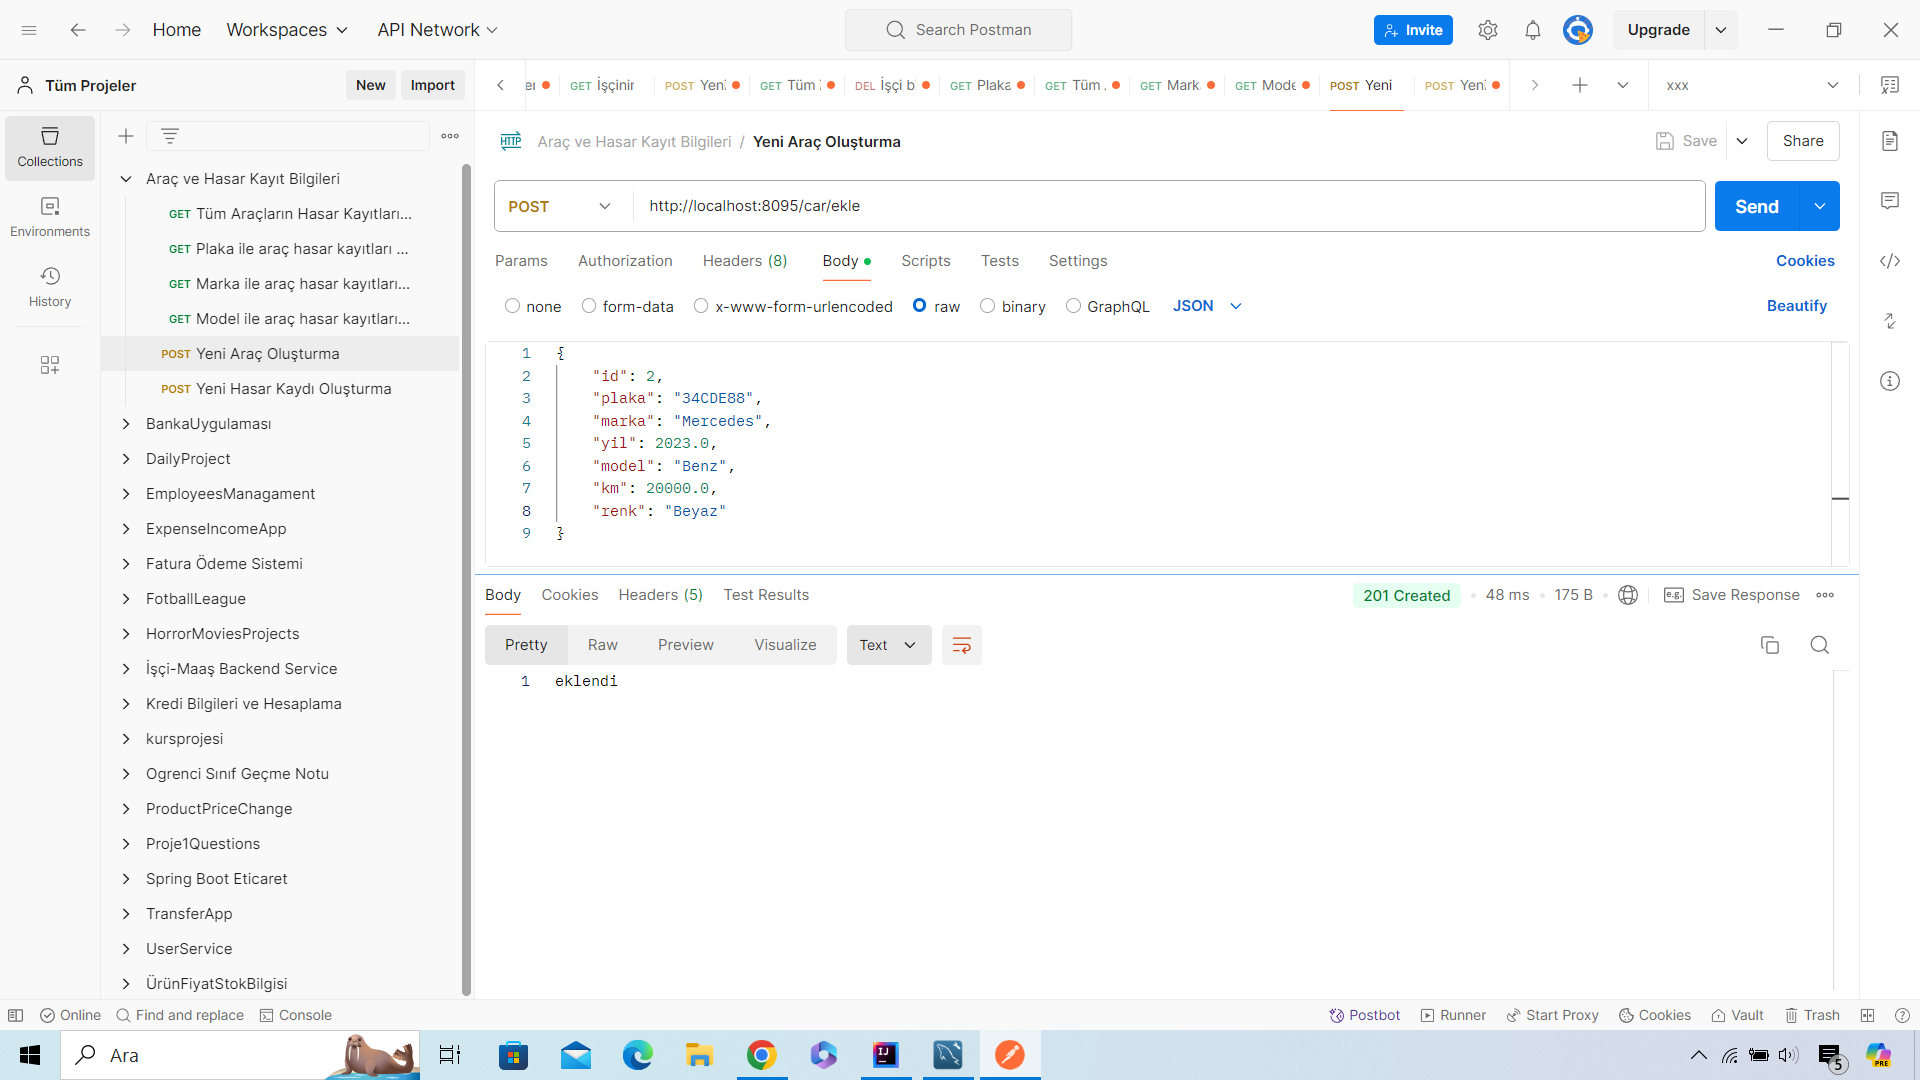 Home
Workspaces
API Network
Search Postman
Invite
Upgrade
Tüm Projeler
New
Import
GET İşçinir
POST Yeni
GET Tüm
DEL İşçi b
GET Plaka
GET Tüm
GET Mark
GET Mode
POST Yeni
POST Yeni
xxx
Collections
Environments
History
Araç ve Hasar Kayıt Bilgileri
GET Tüm Araçların Hasar Kayıtları...
GET Plaka ile araç hasar kayıtları ...
GET Marka ile araç hasar kayıtları...
GET Model ile araç hasar kayıtları...
POST Yeni Araç Oluşturma
POST Yeni Hasar Kaydı Oluşturma
BankaUygulaması
DailyProject
EmployeesManagament
ExpenseIncomeApp
Fatura Ödeme Sistemi
FotballLeague
HorrorMoviesProjects
İşçi-Maaş Backend Service
Kredi Bilgileri ve Hesaplama
kursprojesi
Ogrenci Sınıf Geçme Notu
ProductPriceChange
Proje1Questions
Spring Boot Eticaret
TransferApp
UserService
ÜrünFiyatStokBilgisi
HTTP Araç ve Hasar Kayıt Bilgileri / Yeni Araç Oluşturma
Save
Share
POST http://localhost:8095/car/ekle
Send
Params Authorization Headers (8) Body Scripts Tests Settings
Cookies
none form-data x-www-form-urlencoded raw binary GraphQL JSON
Beautify
1 {
2 "id": 2,
3 "plaka": "34CDE88",
4 "marka": "Mercedes",
5 "yil": 2023.0,
6 "model": "Benz",
7 "km": 20000.0,
8 "renk": "Beyaz"
9 }
Body Cookies Headers (5) Test Results
201 Created 48 ms 175 B
e.g. Save Response
Pretty Raw Preview Visualize
Text
1 eklendi
Online
Find and replace
Console
Postbot
Runner
Start Proxy
Cookies
Vault
Trash
Ara
IJ
5
PRE